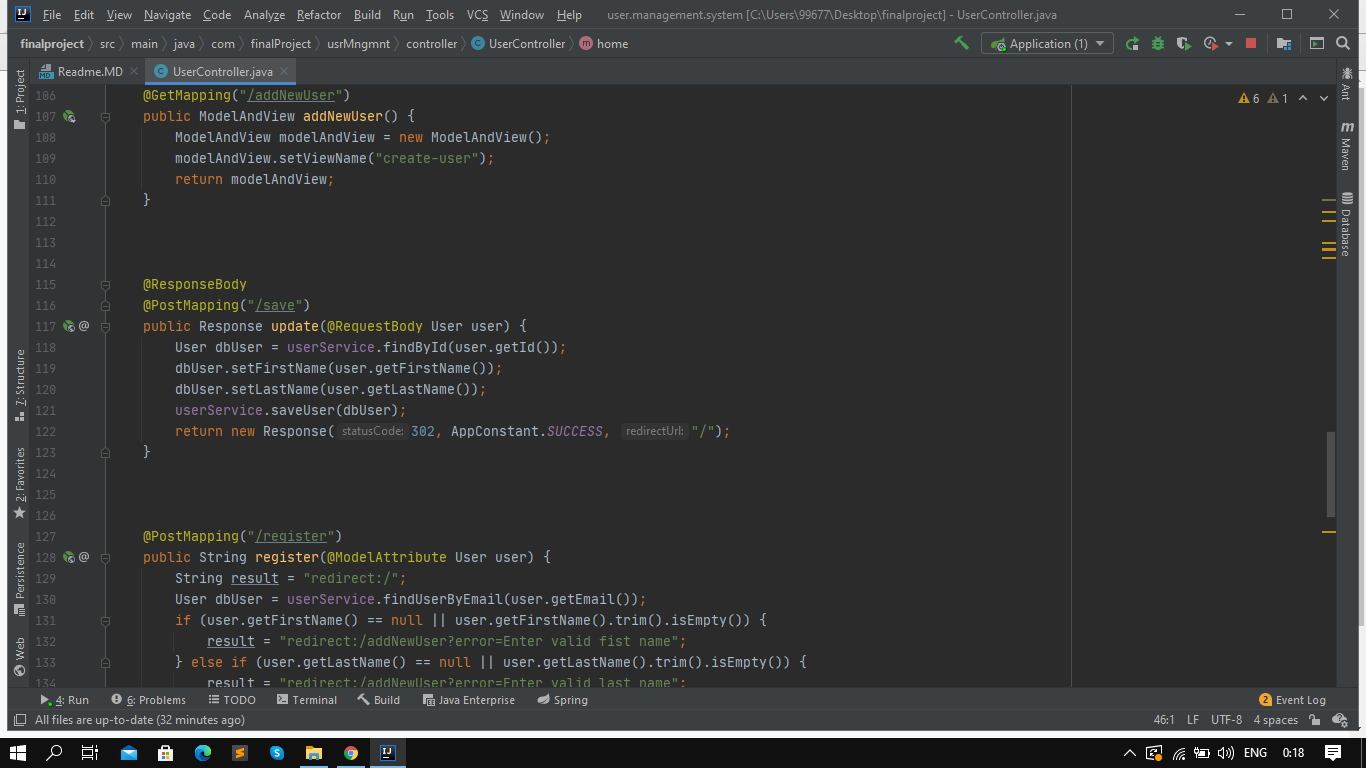 File Edit View Navigate Code Analyze Refactor Build Run Tools VCS Window Help user.management.system [C:\Users\99677\Desktop\finalproject] - UserController.java
finalproject src main java com finalProject usrMngmnt controller UserController home Application (1)
Readme.MD UserController.java
6 1
106 @GetMapping("/addNewUser")
107 public ModelAndView addNewUser() {
108 ModelAndView modelAndView = new ModelAndView();
109 modelAndView.setViewName("create-user");
110 return modelAndView;
111 }
112
113
114
115 @ResponseBody
116 @PostMapping("/save")
117 public Response update(@RequestBody User user) {
118 User dbUser = userService.findById(user.getId());
119 dbUser.setFirstName(user.getFirstName());
120 dbUser.setLastName(user.getLastName());
121 userService.saveUser(dbUser);
122 return new Response( statusCode: 302, AppConstant.SUCCESS, redirectUrl: "/");
123 }
124
125
126
127 @PostMapping("/register")
128 public String register(@ModelAttribute User user) {
129 String result = "redirect:/";
130 User dbUser = userService.findUserByEmail(user.getEmail());
131 if (user.getFirstName() == null || user.getFirstName().trim().isEmpty()) {
132 result = "redirect:/addNewUser?error=Enter valid fist name";
133 } else if (user.getLastName() == null || user.getLastName().trim().isEmpty()) {
134 result = "redirect:/addNewUser?error=Enter valid last name";
1: Project
7: Structure
2: Favorites
Persistence
Web
Ant
m Maven
Database
4: Run 6: Problems TODO Terminal Build Java Enterprise Spring 2 Event Log
All files are up-to-date (32 minutes ago) 46:1 LF UTF-8 4 spaces
ENG 0:18